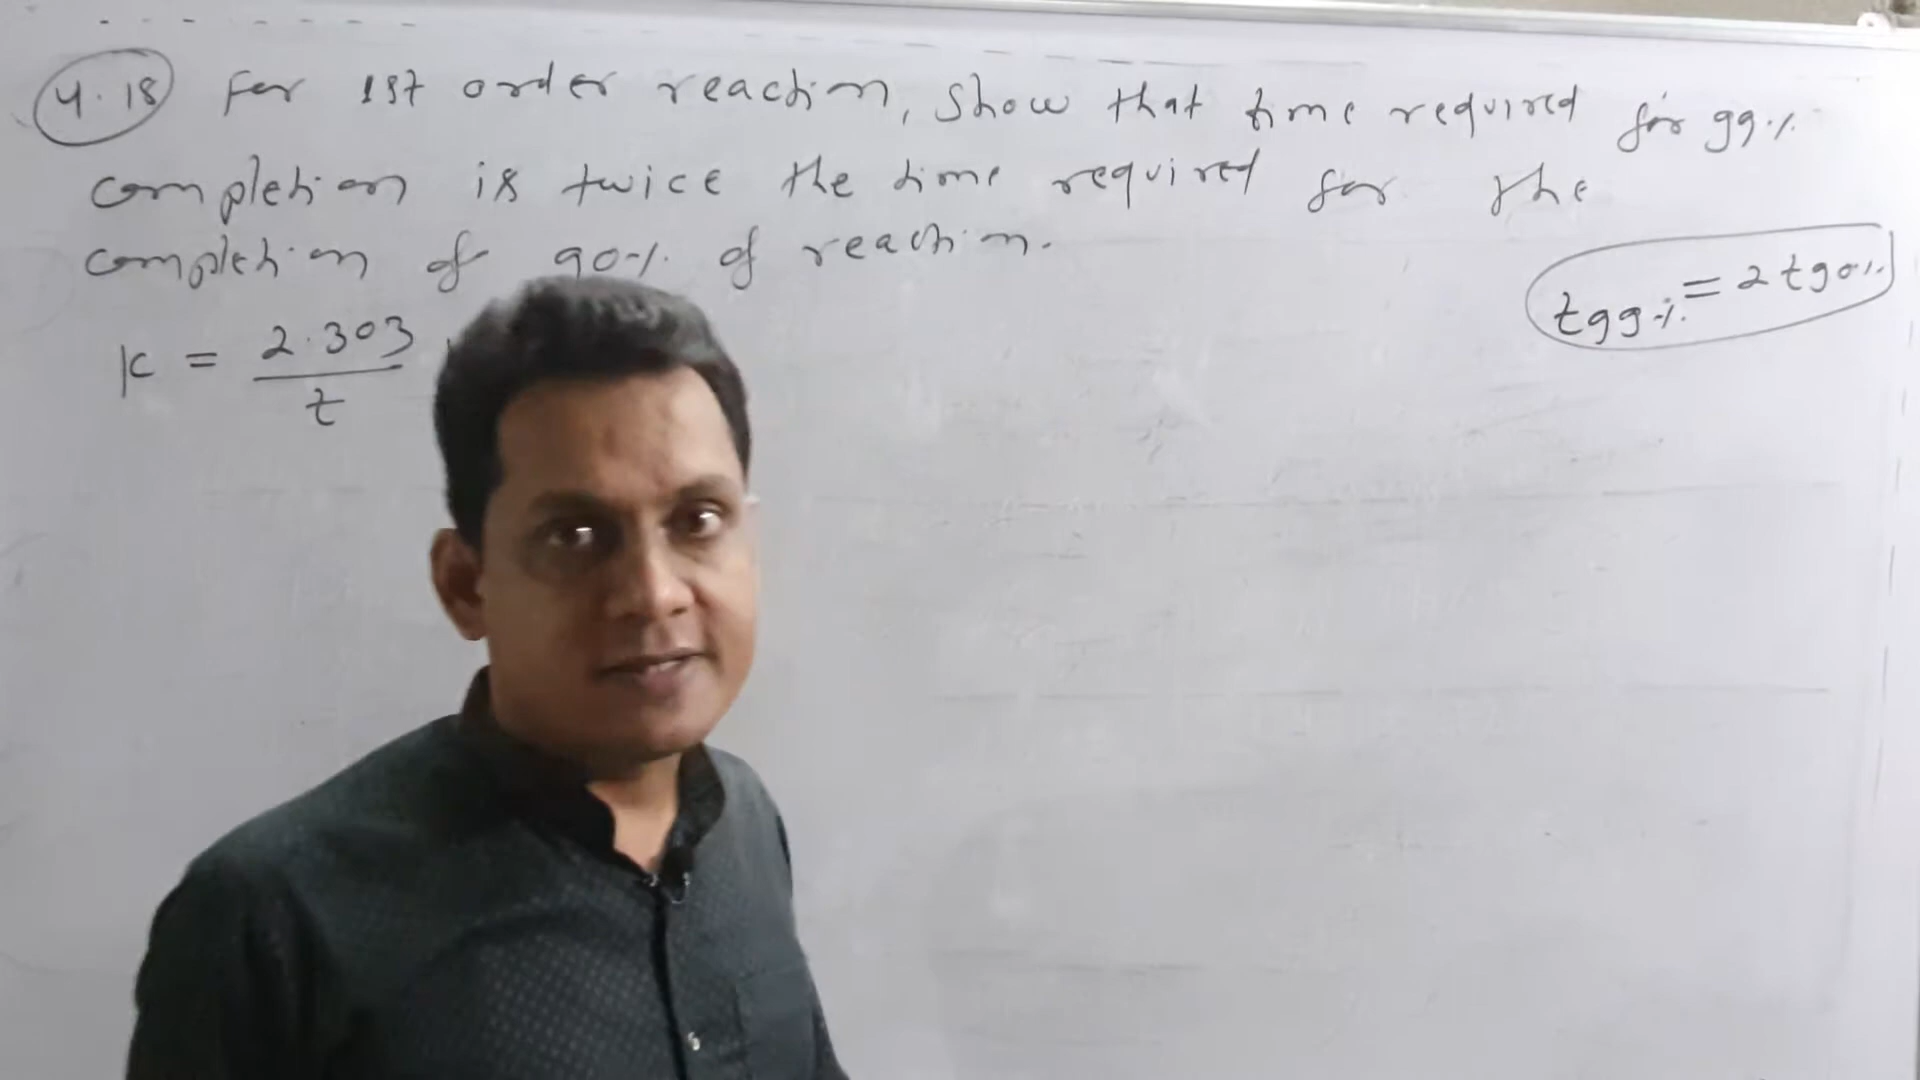 4.18 For 1st order reaction, show that time required for 99%
completion is twice the time required for the
completion of 90% of reaction.
t99% = 2 t90%
K = 2.303 / t